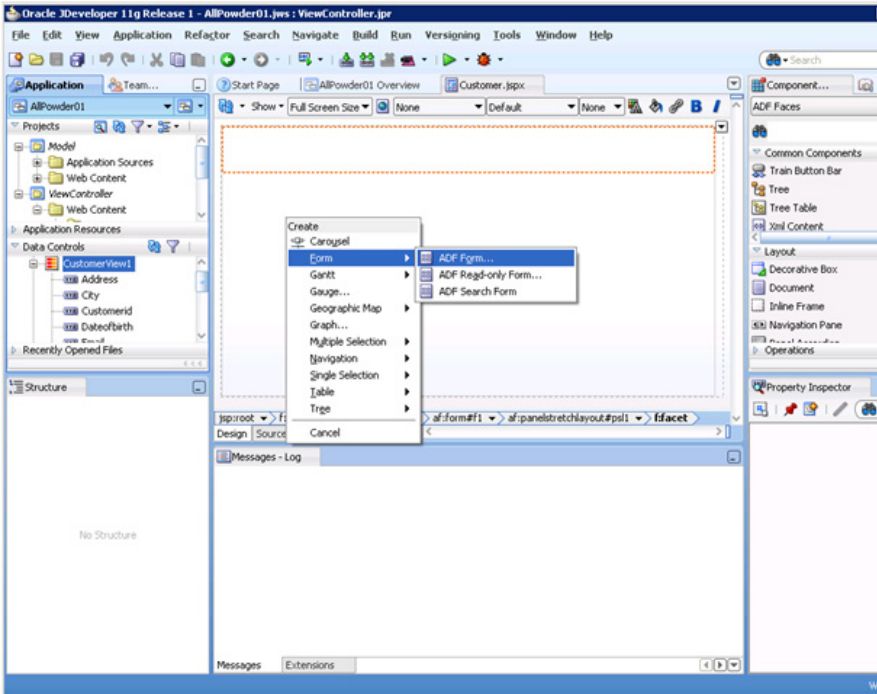 Oracle JDeveloper 11g Release 1 - AllPowder01.jws : ViewController.jpr
File Edit View Application Refactor Search Navigate Build Run Versioning Tools Window Help
Search
Application
Team...
Start Page
AllPowder01 Overview
Customer.jspx
Component...
AllPowder01
Show
Full Screen Size
None
Default
None
B
I
ADF Faces
Projects
Model
Application Sources
Web Content
ViewController
Web Content
Application Resources
Data Controls
CustomerView1
Address
City
Customerid
Dateofbirth
Email
Recently Opened Files
Create
Carousel
Form
Gantt
Gauge...
Geographic Map
Graph...
Multiple Selection
Navigation
Single Selection
Table
Tree
Cancel
ADF Form...
ADF Read-only Form...
ADF Search Form
Common Components
Train Button Bar
Tree
Tree Table
Xml Content
Layout
Decorative Box
Document
Inline Frame
Navigation Pane
Operations
Structure
No Structure
jsp:root
af:form#f1
af:panelstretchlayout#psl1
f:facet
Design
Source
Property Inspector
Messages - Log
Messages
Extensions